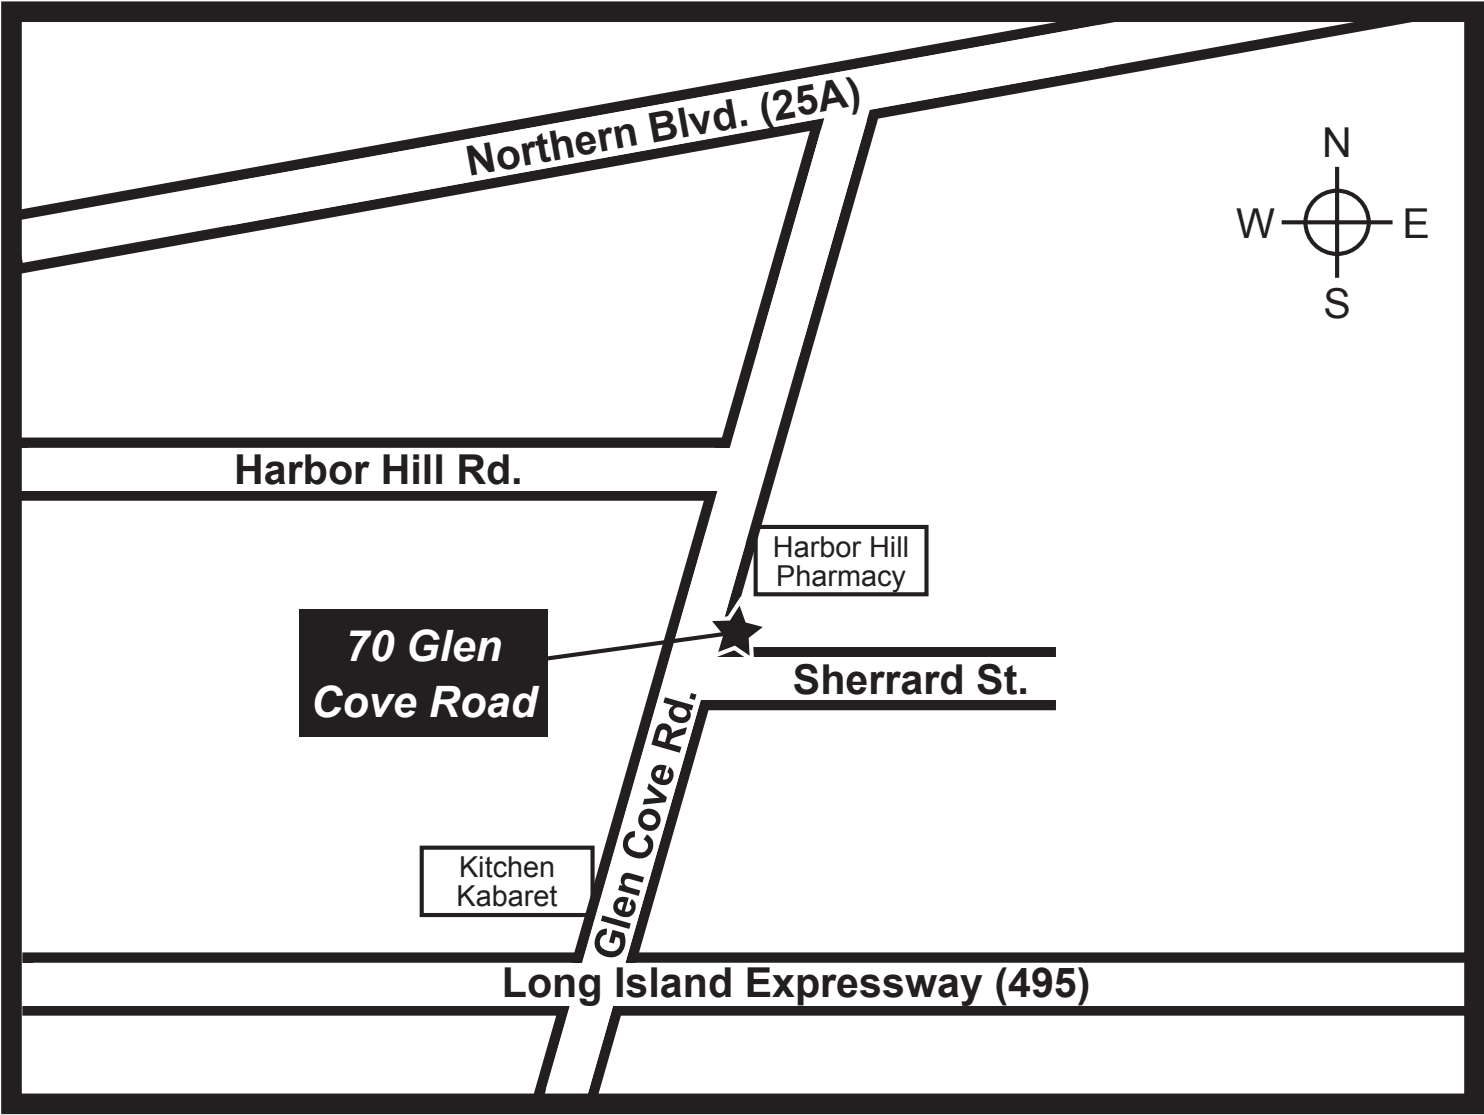 Northern Blvd. (25A)
N
W E
S
Harbor Hill Rd.
Harbor Hill
Pharmacy
70 Glen
Cove Road
Sherrard St.
Glen Cove Rd.
Kitchen
Kabaret
Long Island Expressway (495)